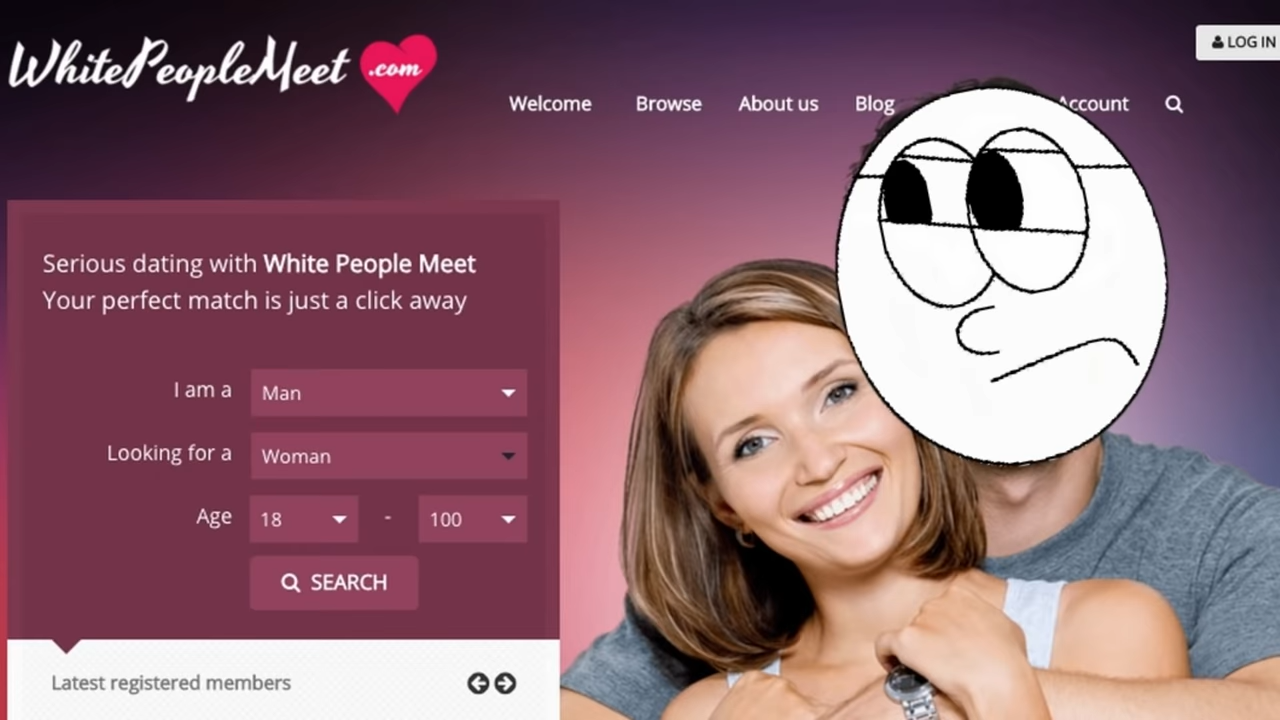 WhitePeopleMeet .com
LOG IN
Welcome Browse About us Blog Account
Serious dating with White People Meet
Your perfect match is just a click away
I am a Man
Looking for a Woman
Age 18 - 100
SEARCH
Latest registered members